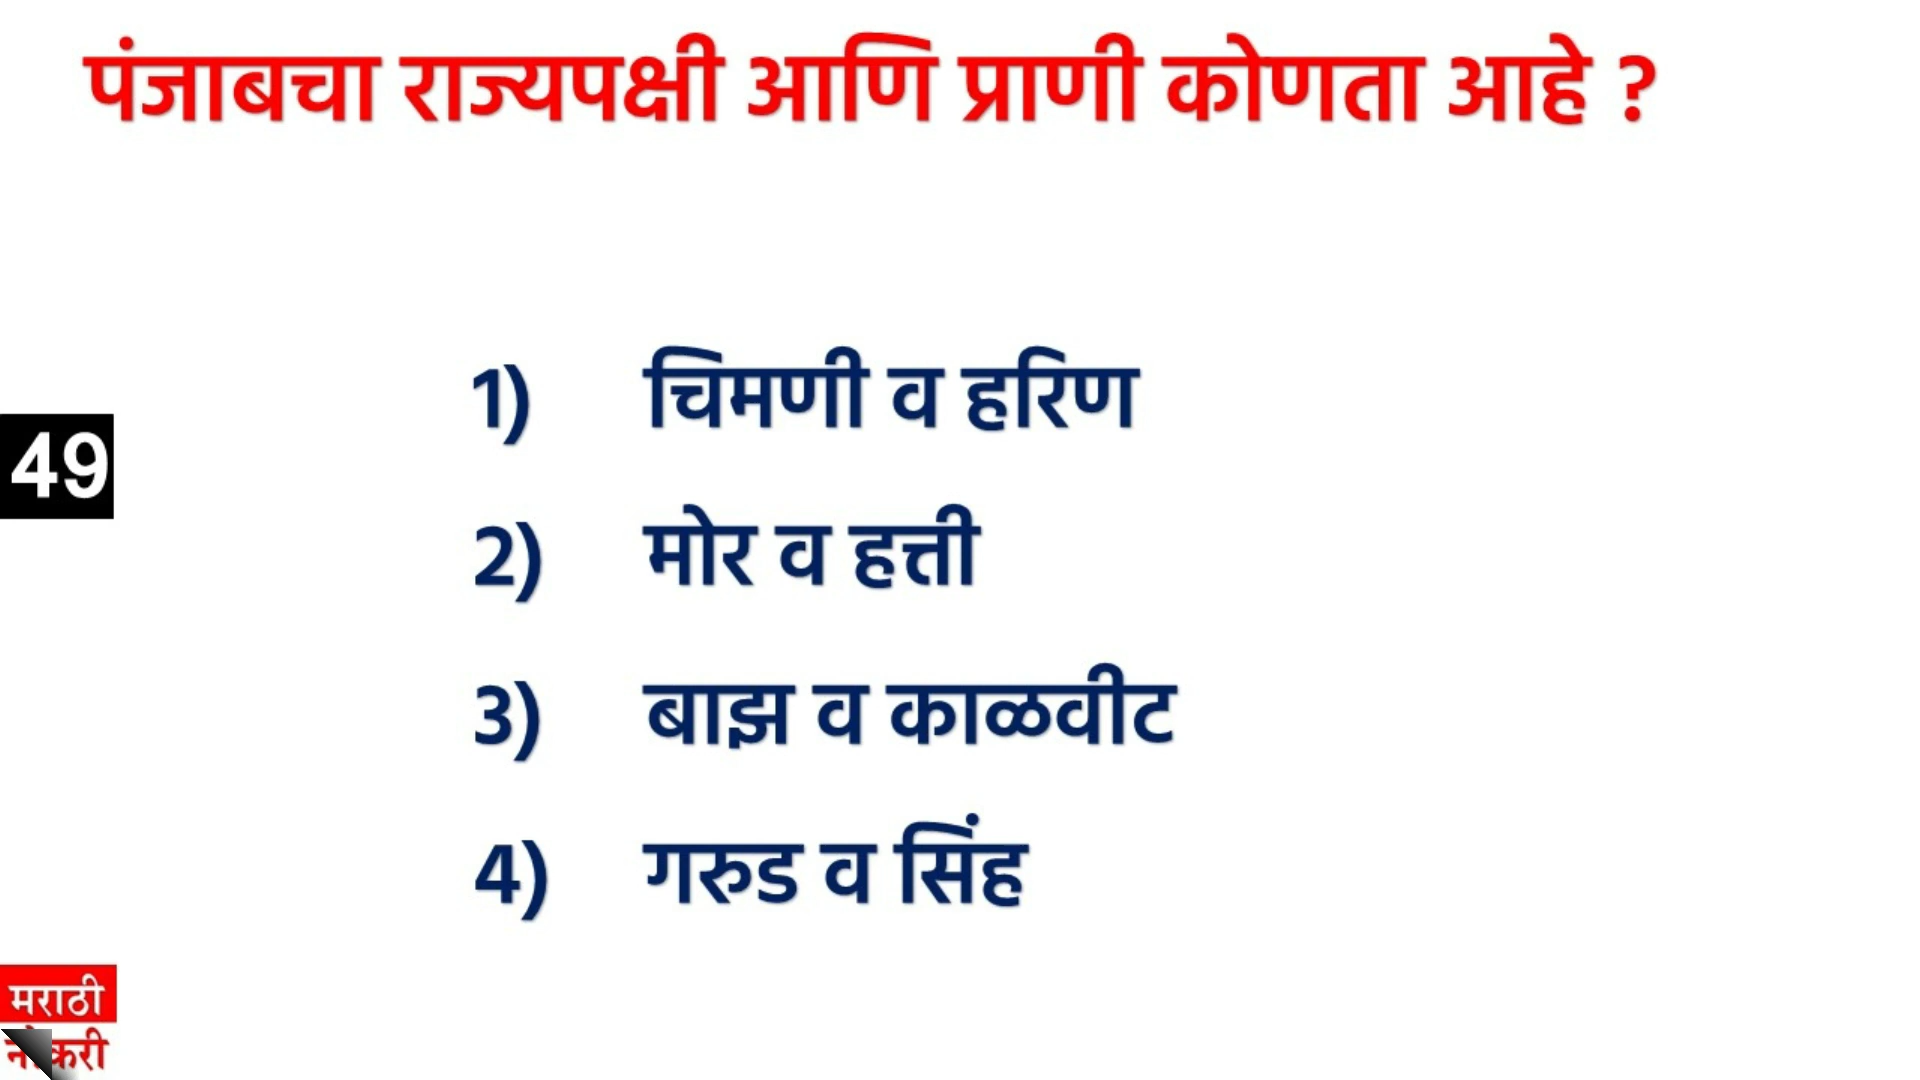 पंजाबचा राज्यपक्षी आणि प्राणी कोणता आहे ?
1) चिमणी व हरिण
49
2) मोर व हत्ती
3) बाझ व काळवीट
4) गरुड व सिंह
मराठी
नोकरी